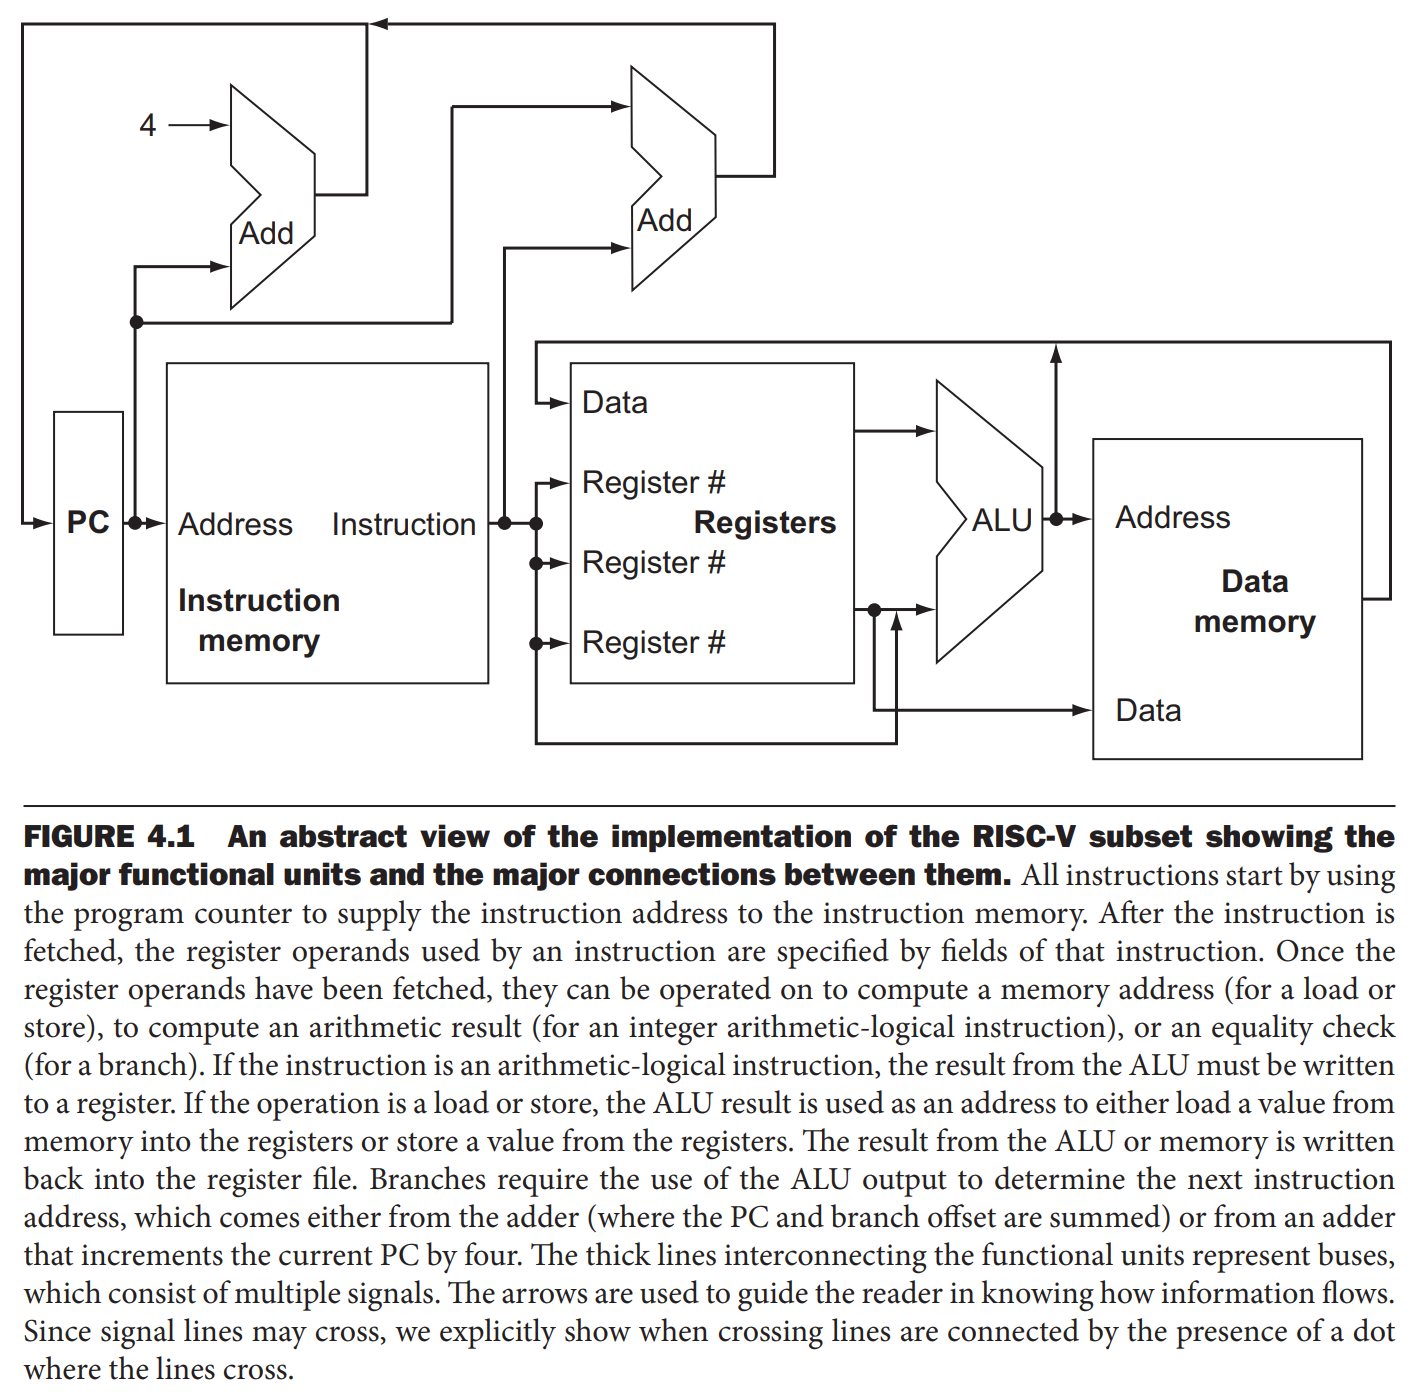 4
Add
Add
Data
Register #
PC
Address
Instruction
Registers
ALU
Address
Register #
Data
memory
Instruction
memory
Register #
Data
FIGURE 4.1 An abstract view of the implementation of the RISC-V subset showing the
major functional units and the major connections between them. All instructions start by using
the program counter to supply the instruction address to the instruction memory. After the instruction is
fetched, the register operands used by an instruction are specified by fields of that instruction. Once the
register operands have been fetched, they can be operated on to compute a memory address (for a load or
store), to compute an arithmetic result (for an integer arithmetic-logical instruction), or an equality check
(for a branch). If the instruction is an arithmetic-logical instruction, the result from the ALU must be written
to a register. If the operation is a load or store, the ALU result is used as an address to either load a value from
memory into the registers or store a value from the registers. The result from the ALU or memory is written
back into the register file. Branches require the use of the ALU output to determine the next instruction
address, which comes either from the adder (where the PC and branch offset are summed) or from an adder
that increments the current PC by four. The thick lines interconnecting the functional units represent buses,
which consist of multiple signals. The arrows are used to guide the reader in knowing how information flows.
Since signal lines may cross, we explicitly show when crossing lines are connected by the presence of a dot
where the lines cross.